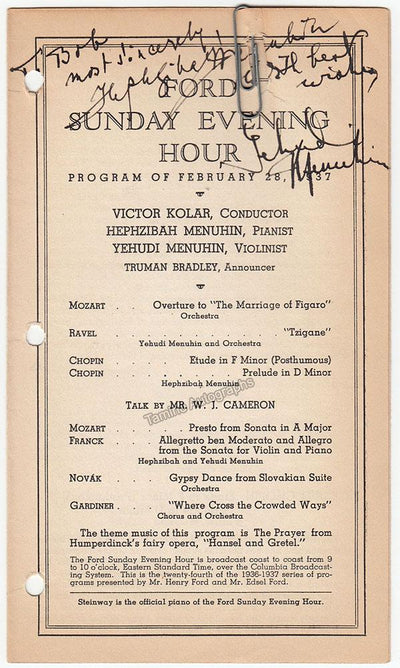 To Bob
most sincerely, with
Hephzibah best
wishes
Yehudi
Menuhin
FORD
SUNDAY EVENING
HOUR
PROGRAM OF FEBRUARY 28, 1937
VICTOR KOLAR, CONDUCTOR
HEPHZIBAH MENUHIN, PIANIST
YEHUDI MENUHIN, VIOLINIST
TRUMAN BRADLEY, Announcer
MOZART . . . Overture to "The Marriage of Figaro"
Orchestra
RAVEL . . . . . . . . . . . . "Tzigane"
Yehudi Menuhin and Orchestra
CHOPIN . . . . . Etude in F Minor (Posthumous)
CHOPIN . . . . . . . . Prelude in D Minor
Hephzibah Menuhin
Tamino Autographs
TALK BY MR. W. J. CAMERON
MOZART . . . . Presto from Sonata in A Major
FRANCK . . . Allegretto ben Moderato and Allegro
from the Sonata for Violin and Piano
Hephzibah and Yehudi Menuhin
NOVÁK . . . Gypsy Dance from Slovakian Suite
Orchestra
GARDINER . . "Where Cross the Crowded Ways"
Chorus and Orchestra
The theme music of this program is The Prayer from
Humperdinck's fairy opera, "Hansel and Gretel."
The Ford Sunday Evening Hour is broadcast coast to coast from 9
to 10 o'clock, Eastern Standard Time, over the Columbia Broadcast-
ing System. This is the twenty-fourth of the 1936-1937 series of pro-
grams presented by Mr. Henry Ford and Mr. Edsel Ford.
Steinway is the official piano of the Ford Sunday Evening Hour.